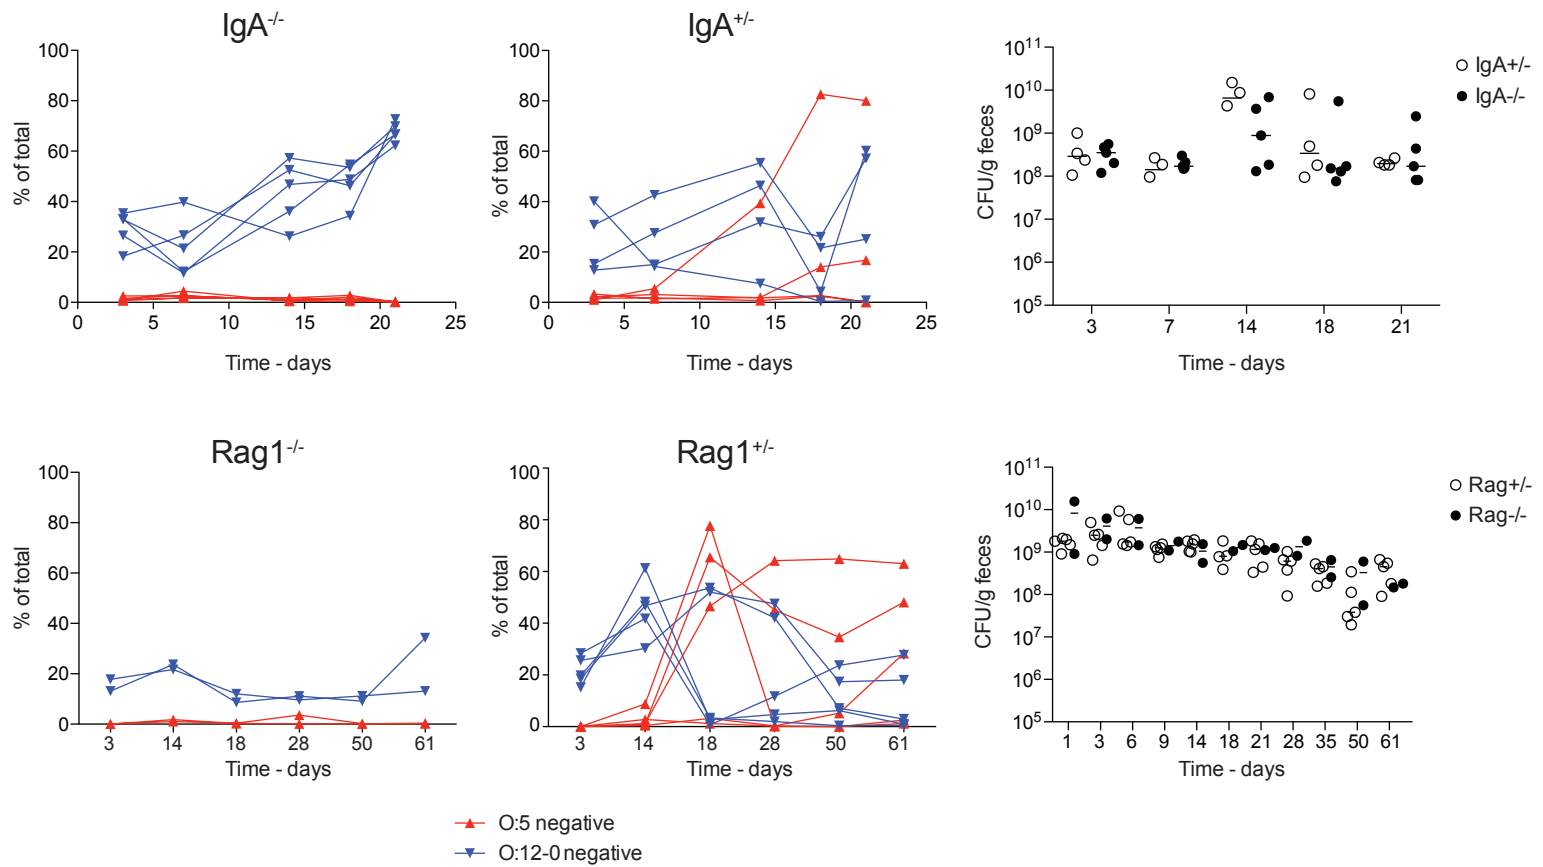 IgA-/-
100
80
60
40
20
0
0 5 10 15 20 25
% of total
Time - days
IgA+/-
100
80
60
40
20
0
0 5 10 15 20 25
% of total
Time - days
10^11
10^10
10^9
10^8
10^7
10^6
10^5
3 7 14 18 21
CFU/g feces
Time - days
IgA+/-
IgA-/-
Rag1-/-
100
80
60
40
20
0
3 14 18 28 50 61
% of total
Time - days
Rag1+/-
100
80
60
40
20
0
3 14 18 28 50 61
% of total
Time - days
10^11
10^10
10^9
10^8
10^7
10^6
10^5
1 3 6 9 14 18 21 28 35 50 61
CFU/g feces
Time - days
Rag+/-
Rag-/-
O:5 negative
O:12-0 negative